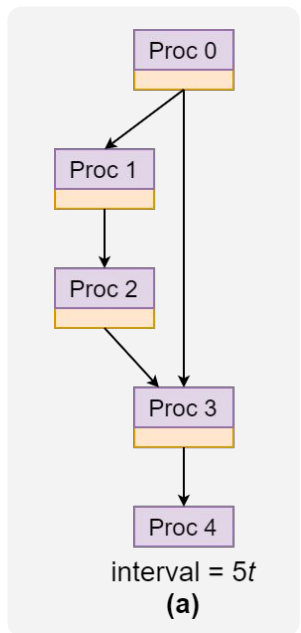 Proc 0
Proc 1
Proc 2
Proc 3
Proc 4
interval = 5t
(a)